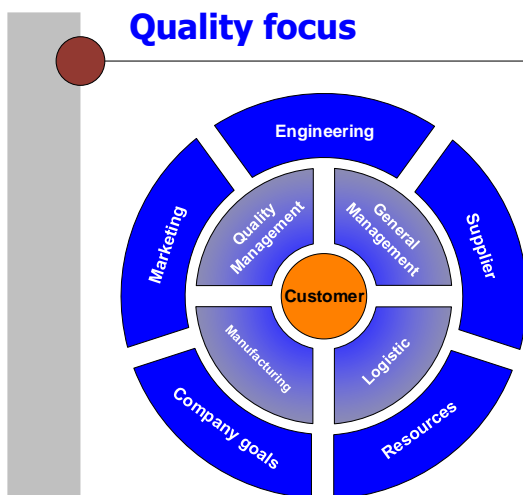 Quality focus
Engineering
Marketing
Quality
Management
General
Management
Supplier
Customer
Manufacturing
Logistic
Company goals
Resources